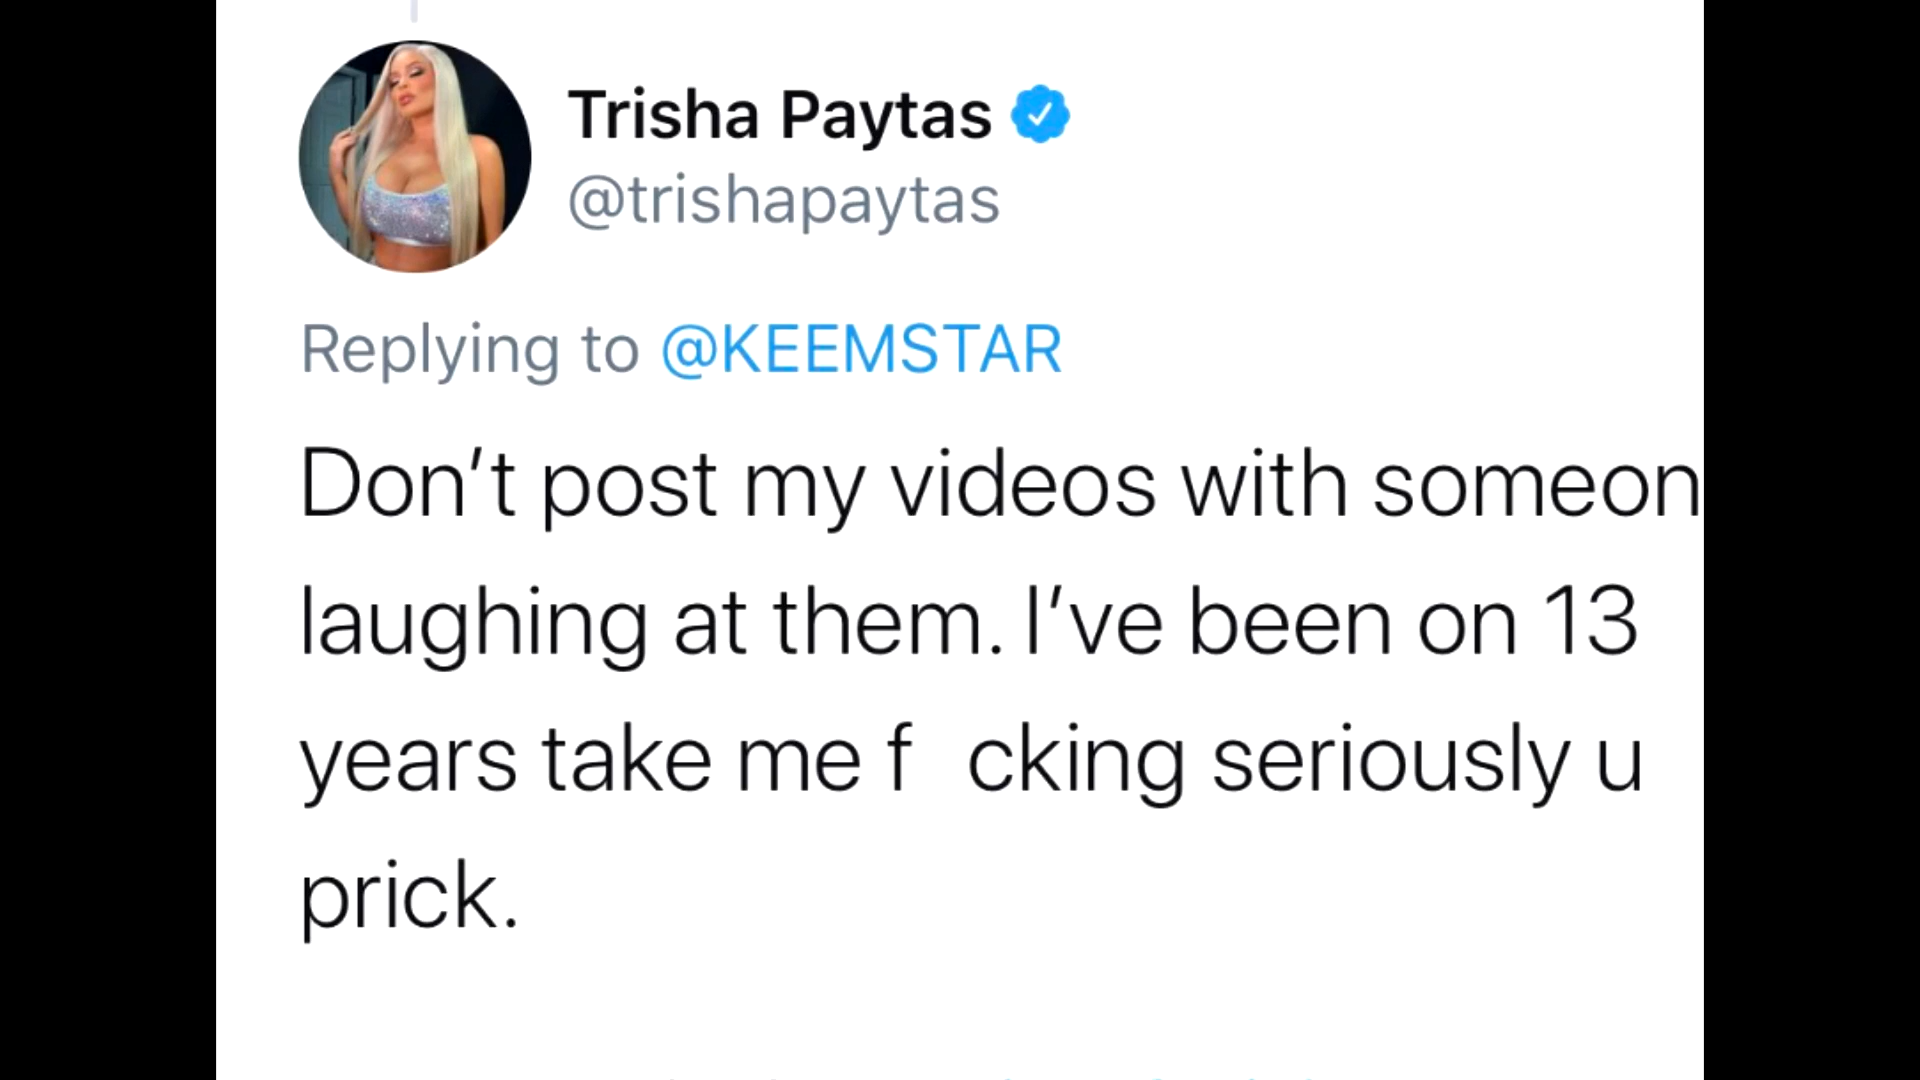 Trisha Paytas
@trishapaytas
Replying to @KEEMSTAR
Don’t post my videos with someon
laughing at them. I’ve been on 13
years take me f cking seriously u
prick.